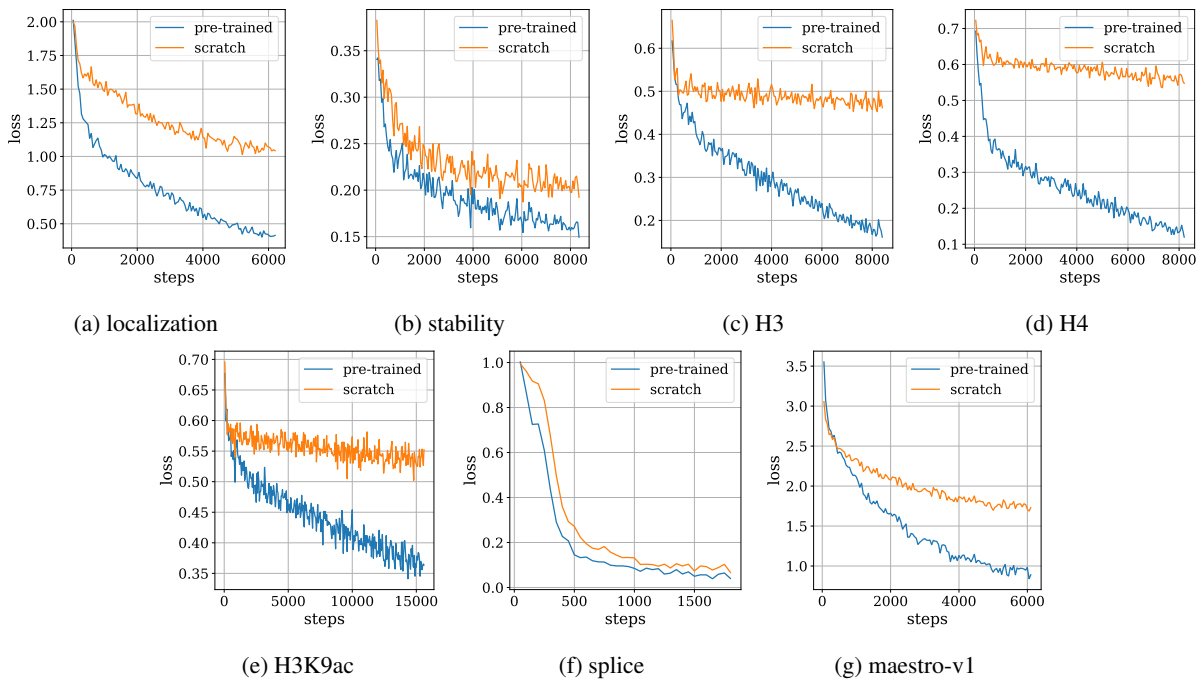 2.00
1.75
1.50
1.25
1.00
0.75
0.50
loss
0
2000
4000
6000
steps
pre-trained
scratch
(a) localization
0.35
0.30
0.25
0.20
0.15
loss
0
2000
4000
6000
8000
steps
pre-trained
scratch
(b) stability
0.6
0.5
0.4
0.3
0.2
loss
0
2000
4000
6000
8000
steps
pre-trained
scratch
(c) H3
0.7
0.6
0.5
0.4
0.3
0.2
0.1
loss
0
2000
4000
6000
8000
steps
pre-trained
scratch
(d) H4
0.70
0.65
0.60
0.55
0.50
0.45
0.40
0.35
loss
0
5000
10000
15000
steps
pre-trained
scratch
(e) H3K9ac
1.0
0.8
0.6
0.4
0.2
0.0
loss
0
500
1000
1500
steps
pre-trained
scratch
(f) splice
3.5
3.0
2.5
2.0
1.5
1.0
loss
0
2000
4000
6000
steps
pre-trained
scratch
(g) maestro-v1